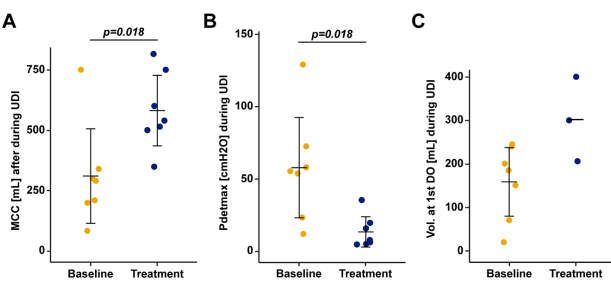 A
p=0.018
MCC [mL] after during UDI
750
500
250
0
Baseline
Treatment
B
p=0.018
Pdetmax [cmH2O] during UDI
150
100
50
0
Baseline
Treatment
C
Vol. at 1st DO [mL] during UDI
400
300
200
100
0
Baseline
Treatment